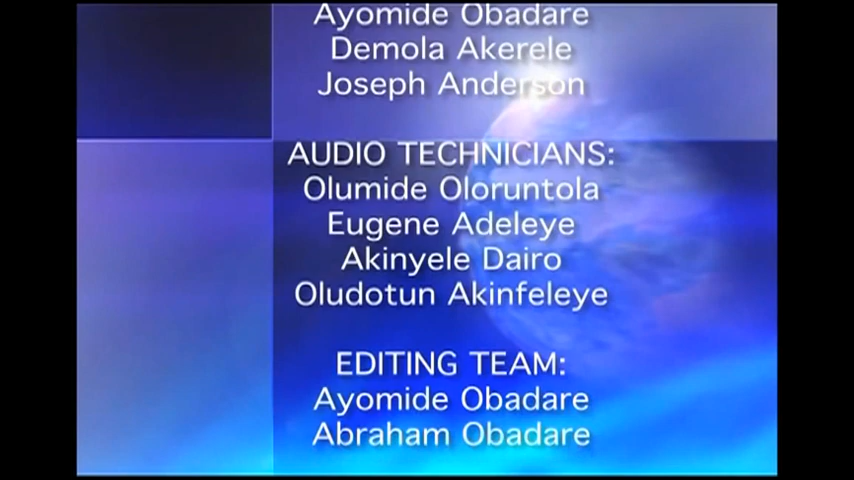 Ayomide Obadare
Demola Akerele
Joseph Anderson
AUDIO TECHNICIANS:
Olumide Oloruntola
Eugene Adeleye
Akinyele Dairo
Oludotun Akinfeleye
EDITING TEAM:
Ayomide Obadare
Abraham Obadare